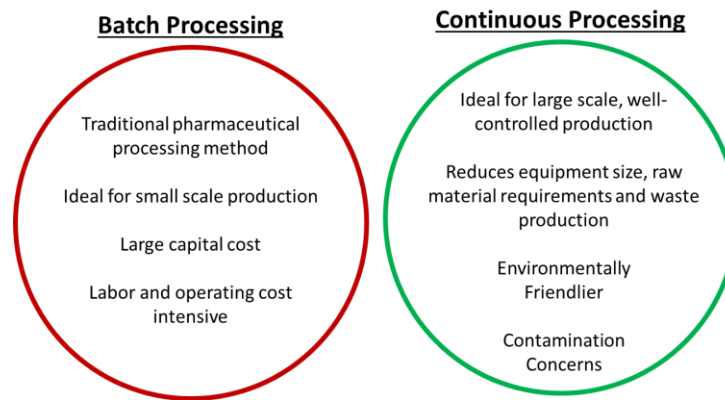 Batch Processing
Traditional pharmaceutical
processing method
Ideal for small scale production
Large capital cost
Labor and operating cost
intensive
Continuous Processing
Ideal for large scale, well-
controlled production
Reduces equipment size, raw
material requirements and waste
production
Environmentally
Friendlier
Contamination
Concerns